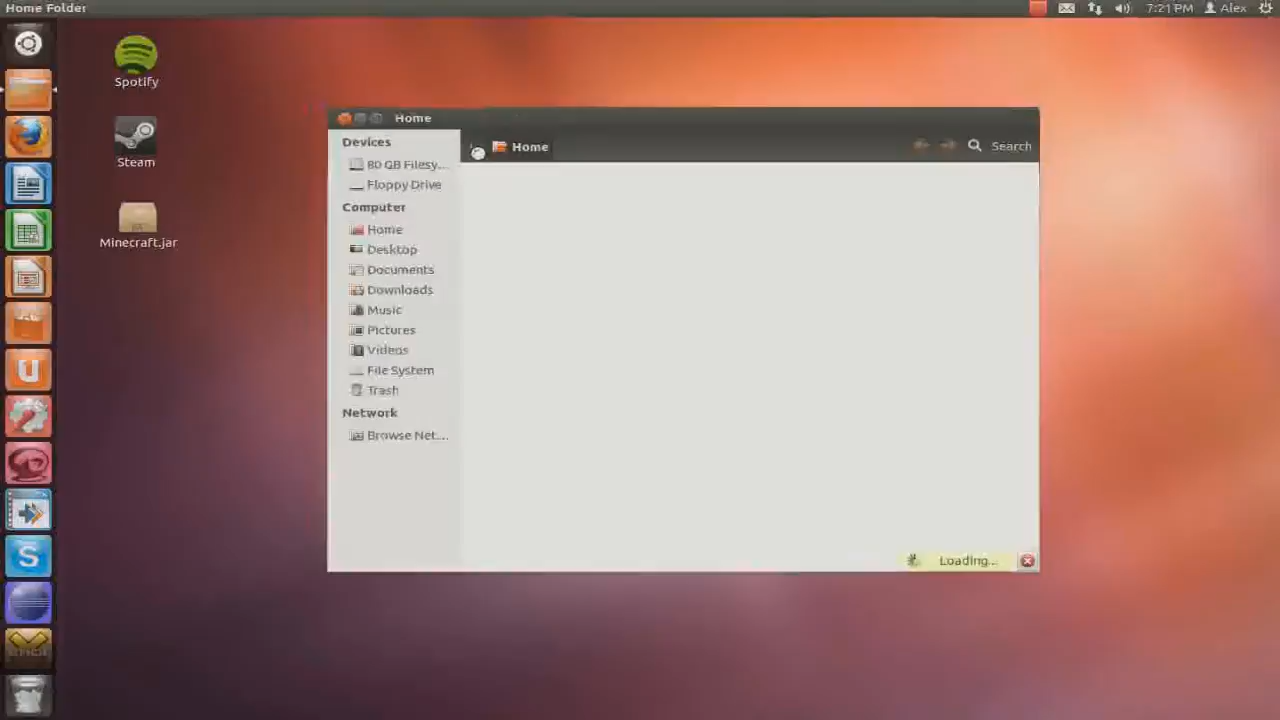 Home Folder
7:21 PM
Alex
Spotify
Steam
Minecraft.jar
Home
Devices
80 GB Filesy...
Floppy Drive
Computer
Home
Desktop
Documents
Downloads
Music
Pictures
Videos
File System
Trash
Network
Browse Net...
Home
Search
Loading...
U
S